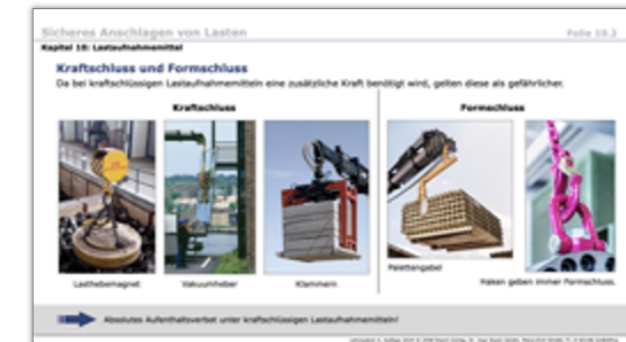 Sicheres Anschlagen von Lasten
Folie 10.2
Kapitel 10: Lastaufnahmemittel
Kraftschluss und Formschluss
Da bei kraftschlüssigen Lastaufnahmemitteln eine zusätzliche Kraft benötigt wird, gelten diese als gefährlicher.
Kraftschluss
Formschluss
Lasthebemagnet
Vakuumheber
Klammern
Palettengabel
Haken geben immer Formschluss.
Absolutes Aufenthaltsverbot unter kraftschlüssigen Lastaufnahmemitteln!